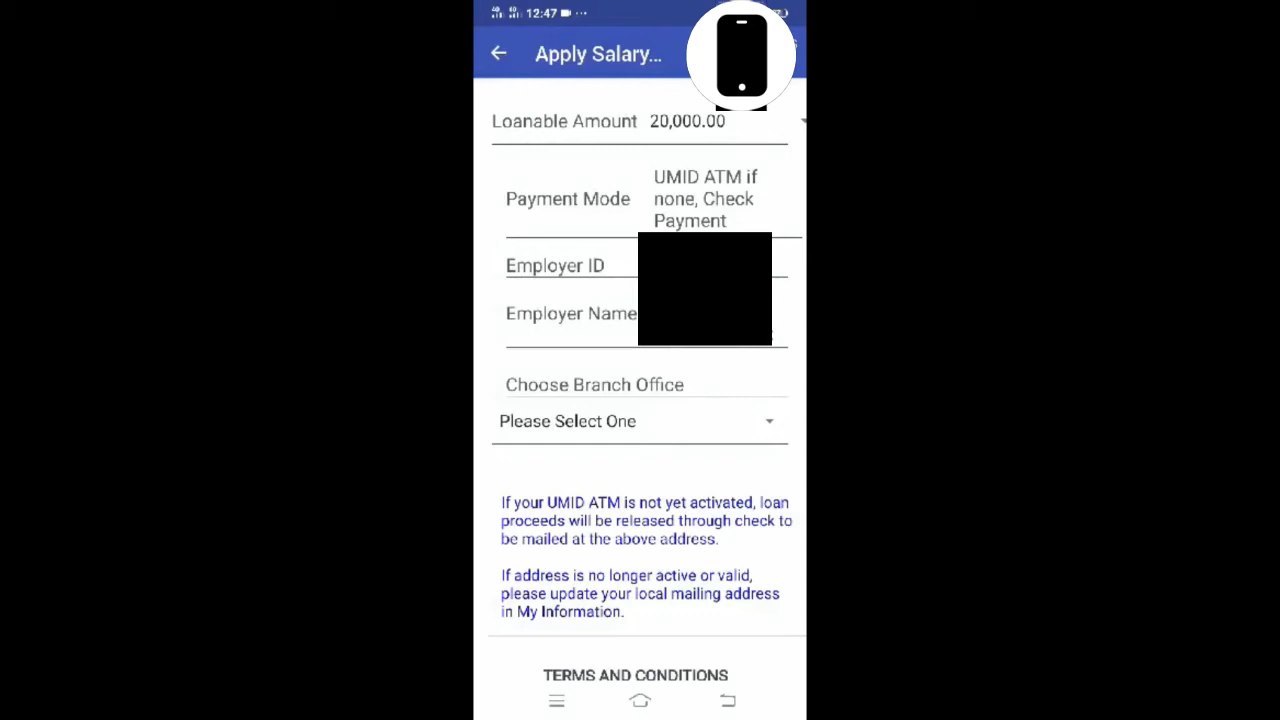 12:47
Apply Salary...
Loanable Amount 20,000.00
Payment Mode
UMID ATM if
none, Check
Payment
Employer ID
Employer Name
Choose Branch Office
Please Select One
If your UMID ATM is not yet activated, loan
proceeds will be released through check to
be mailed at the above address.
If address is no longer active or valid,
please update your local mailing address
in My Information.
TERMS AND CONDITIONS